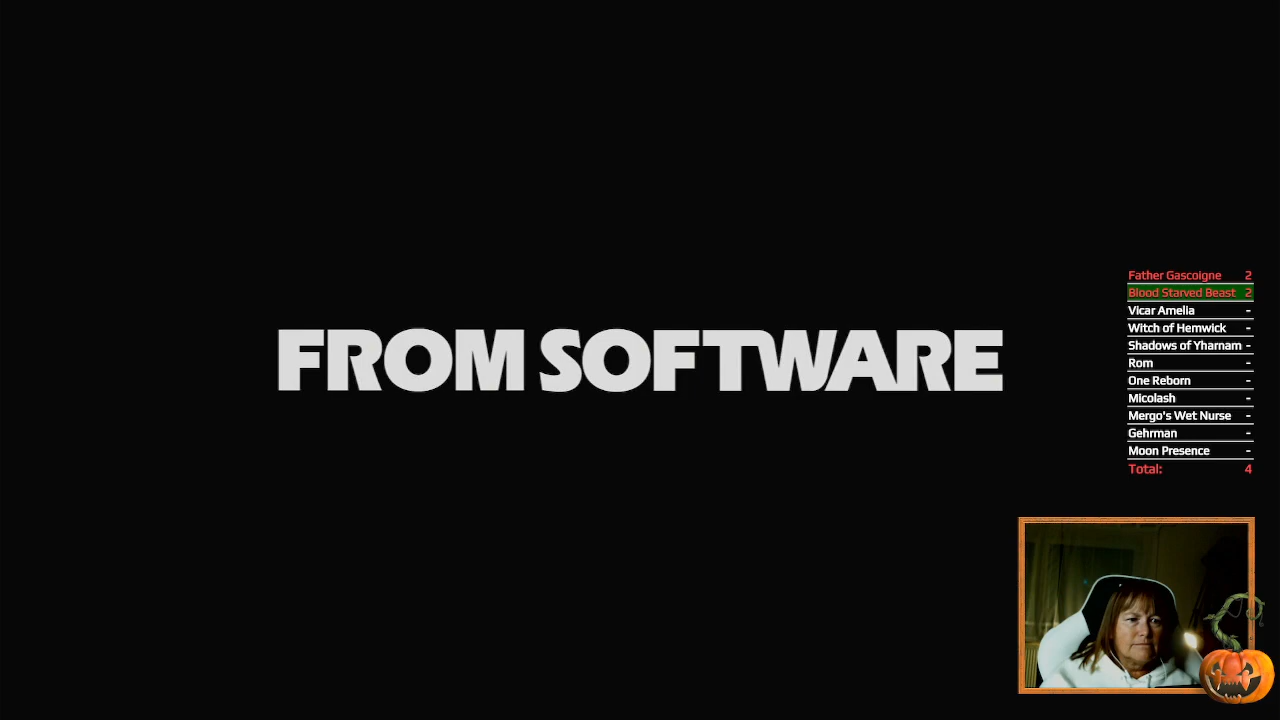 FROM SOFTWARE
Father Gascoigne 2
Blood Starved Beast 2
Vicar Amelia -
Witch of Hemwick -
Shadows of Yharnam -
Rom -
One Reborn -
Micolash -
Mergo's Wet Nurse -
Gehrman -
Moon Presence -
Total: 4